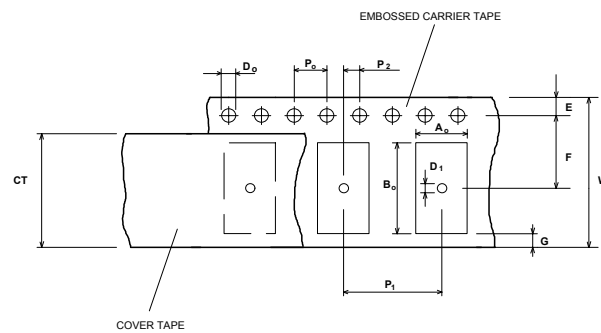 EMBOSSED CARRIER TAPE
Do
Po
P2
E
Ao
F
CT
D1
W
Bo
G
P1
COVER TAPE